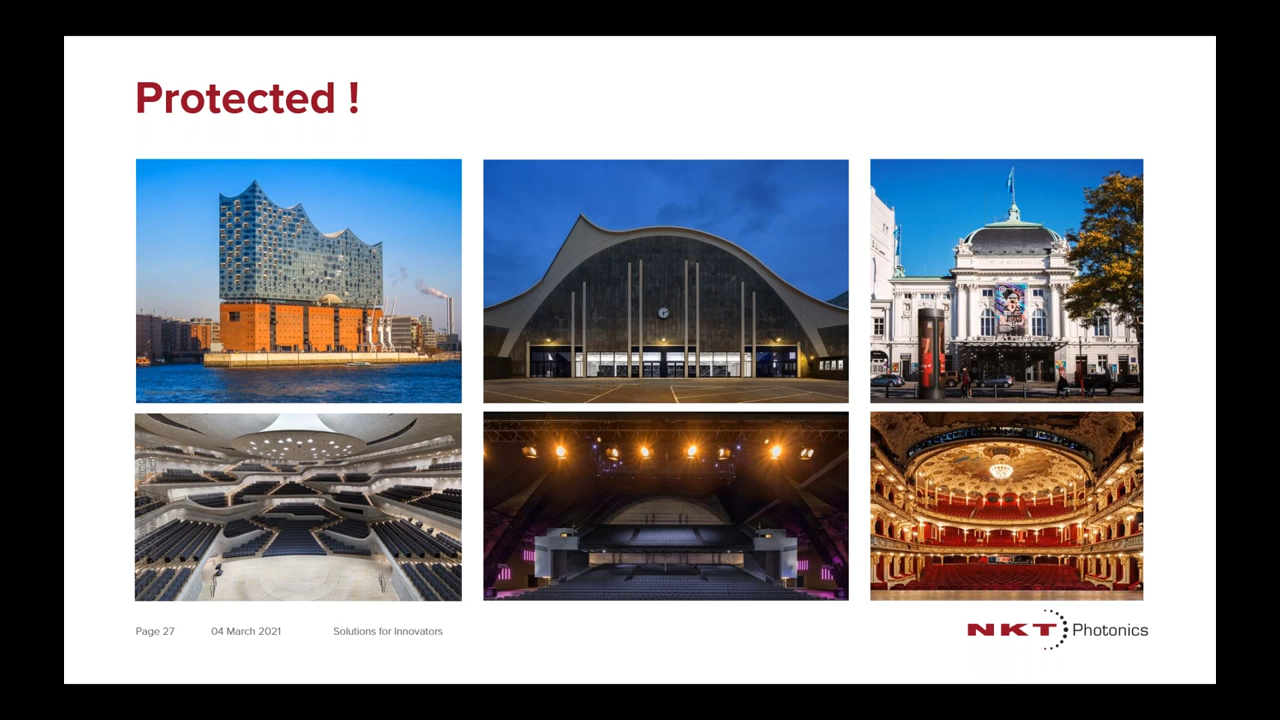 Protected !
Page 27 04 March 2021 Solutions for Innovators
NKT Photonics